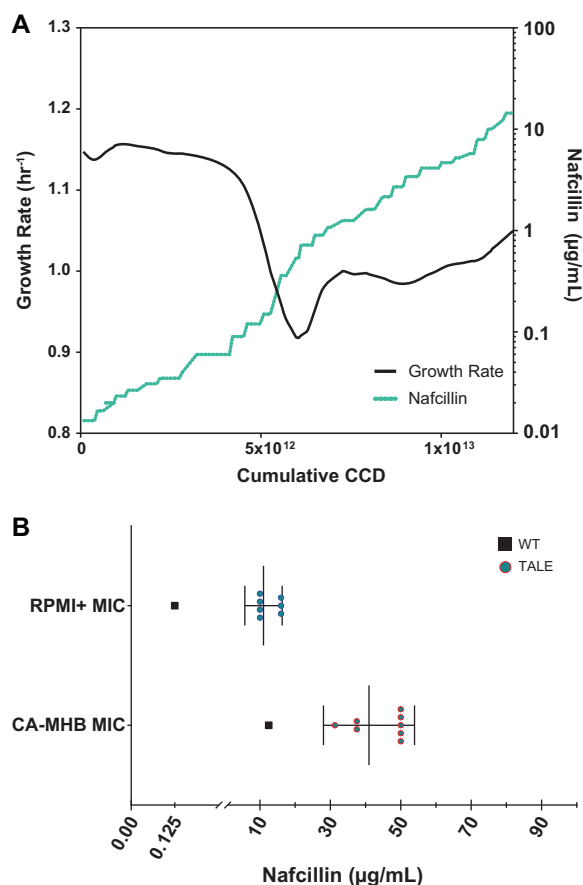 A
1.3
1.2
1.1
1.0
0.9
0.8
Growth Rate (hr⁻¹)
100
10
1
0.1
0.01
Nafcillin (µg/mL)
Growth Rate
Nafcillin
0
5x10¹²
1x10¹³
Cumulative CCD
B
WT
TALE
RPMI+ MIC
CA-MHB MIC
0.00
0.125
10
30
50
70
90
Nafcillin (µg/mL)